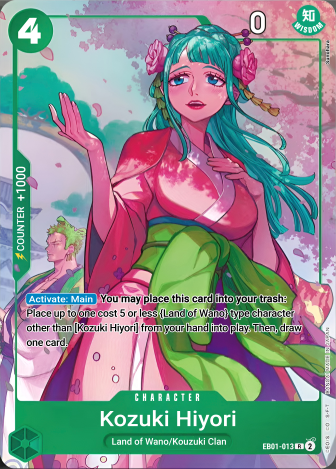 4
0
知
WISDOM
COUNTER +1000
Activate: Main You may place this card into your trash:
Place up to one cost 5 or less {Land of Wano} type character
other than [Kozuki Hiyori] from your hand into play. Then, draw
one card.
CHARACTER
Kozuki Hiyori
Land of Wano/Kouzuki Clan
EB01-013 R 2